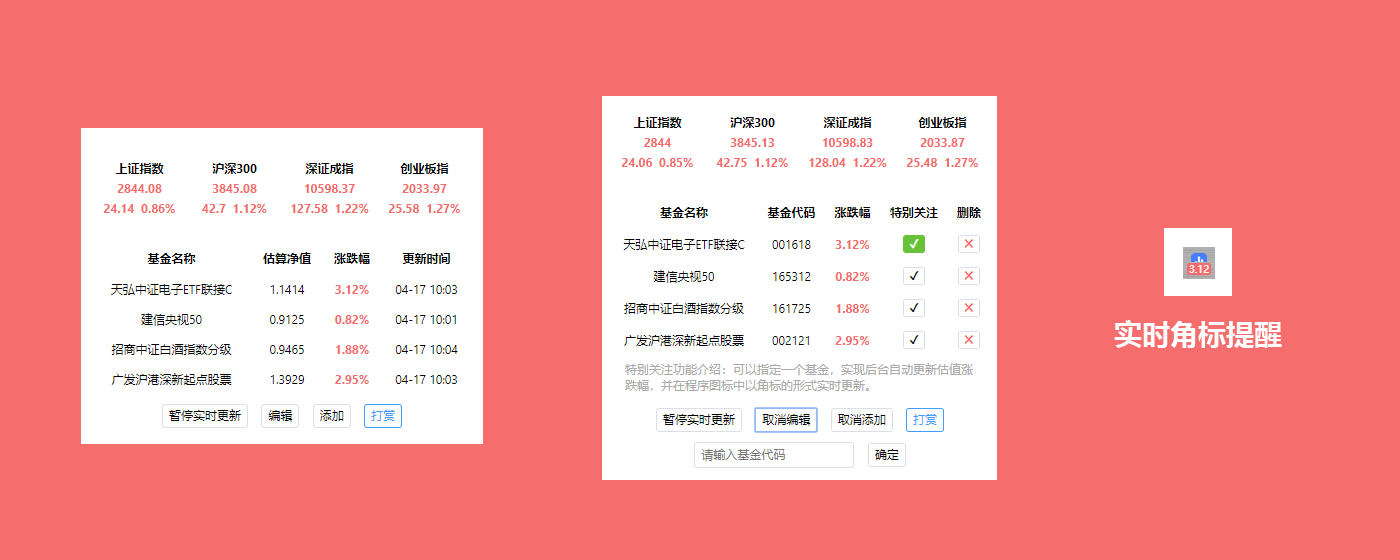 上证指数 沪深300 深证成指 创业板指
2844.08 3845.08 10598.37 2033.97
24.14 0.86% 42.7 1.12% 127.58 1.22% 25.58 1.27%
基金名称 估算净值 涨跌幅 更新时间
天弘中证电子ETF联接C 1.1414 3.12% 04-17 10:03
建信央视50 0.9125 0.82% 04-17 10:01
招商中证白酒指数分级 0.9465 1.88% 04-17 10:04
广发沪港深新起点股票 1.3929 2.95% 04-17 10:03
暂停实时更新 编辑 添加 打赏
上证指数 沪深300 深证成指 创业板指
2844 3845.13 10598.83 2033.87
24.06 0.85% 42.75 1.12% 128.04 1.22% 25.48 1.27%
基金名称 基金代码 涨跌幅 特别关注 删除
天弘中证电子ETF联接C 001618 3.12%
建信央视50 165312 0.82%
招商中证白酒指数分级 161725 1.88%
广发沪港深新起点股票 002121 2.95%
特别关注功能介绍：可以指定一个基金，实现后台自动更新估值涨
跌幅，并在程序图标中以角标的形式实时更新。
暂停实时更新 取消编辑 取消添加 打赏
请输入基金代码 确定
3.12
实时角标提醒